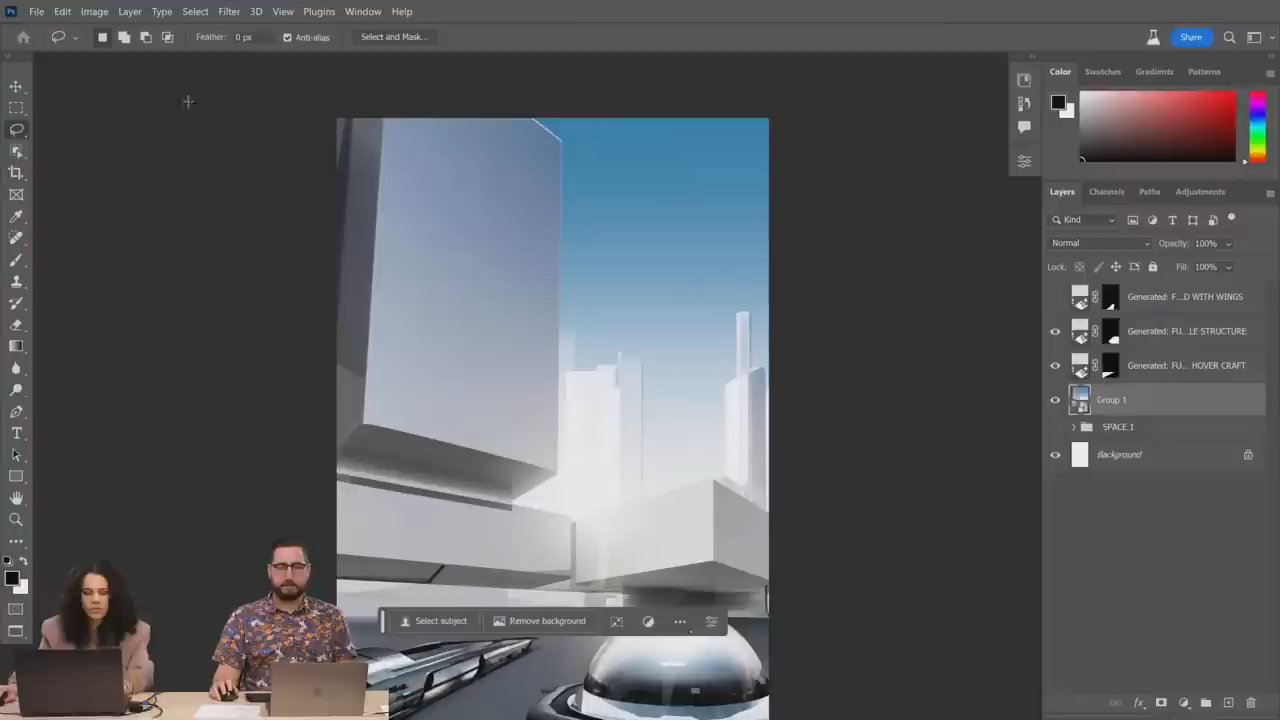 Ps File Edit Image Layer Type Select Filter 3D View Plugins Window Help
Feather: 0 px Anti-alias Select and Mask... Share
Color Swatches Gradients Patterns
Layers Channels Paths Adjustments
Kind
Normal Opacity: 100%
Lock: Fill: 100%
Generated: F...D WITH WINGS
Generated: FU...LE STRUCTURE
Generated: FU... HOVER CRAFT
Group 1
SPACE 1
Background
Select subject Remove background